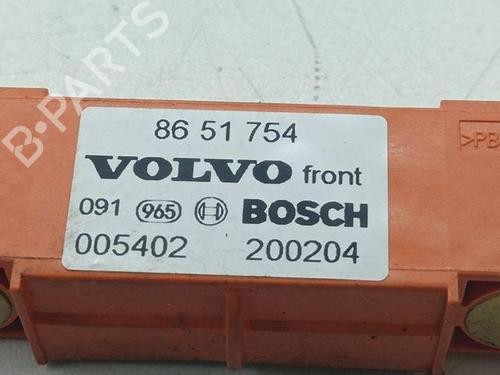 B-PARTS
86 51 754
VOLVO front
091 965 BOSCH
005402 200204
>PB